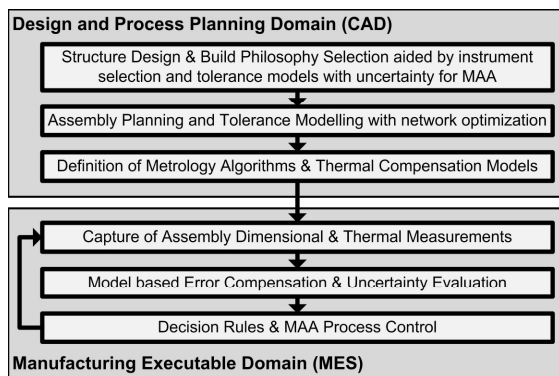 Design and Process Planning Domain (CAD)
Structure Design & Build Philosophy Selection aided by instrument
selection and tolerance models with uncertainty for MAA
Assembly Planning and Tolerance Modelling with network optimization
Definition of Metrology Algorithms & Thermal Compensation Models
Capture of Assembly Dimensional & Thermal Measurements
Model based Error Compensation & Uncertainty Evaluation
Decision Rules & MAA Process Control
Manufacturing Executable Domain (MES)